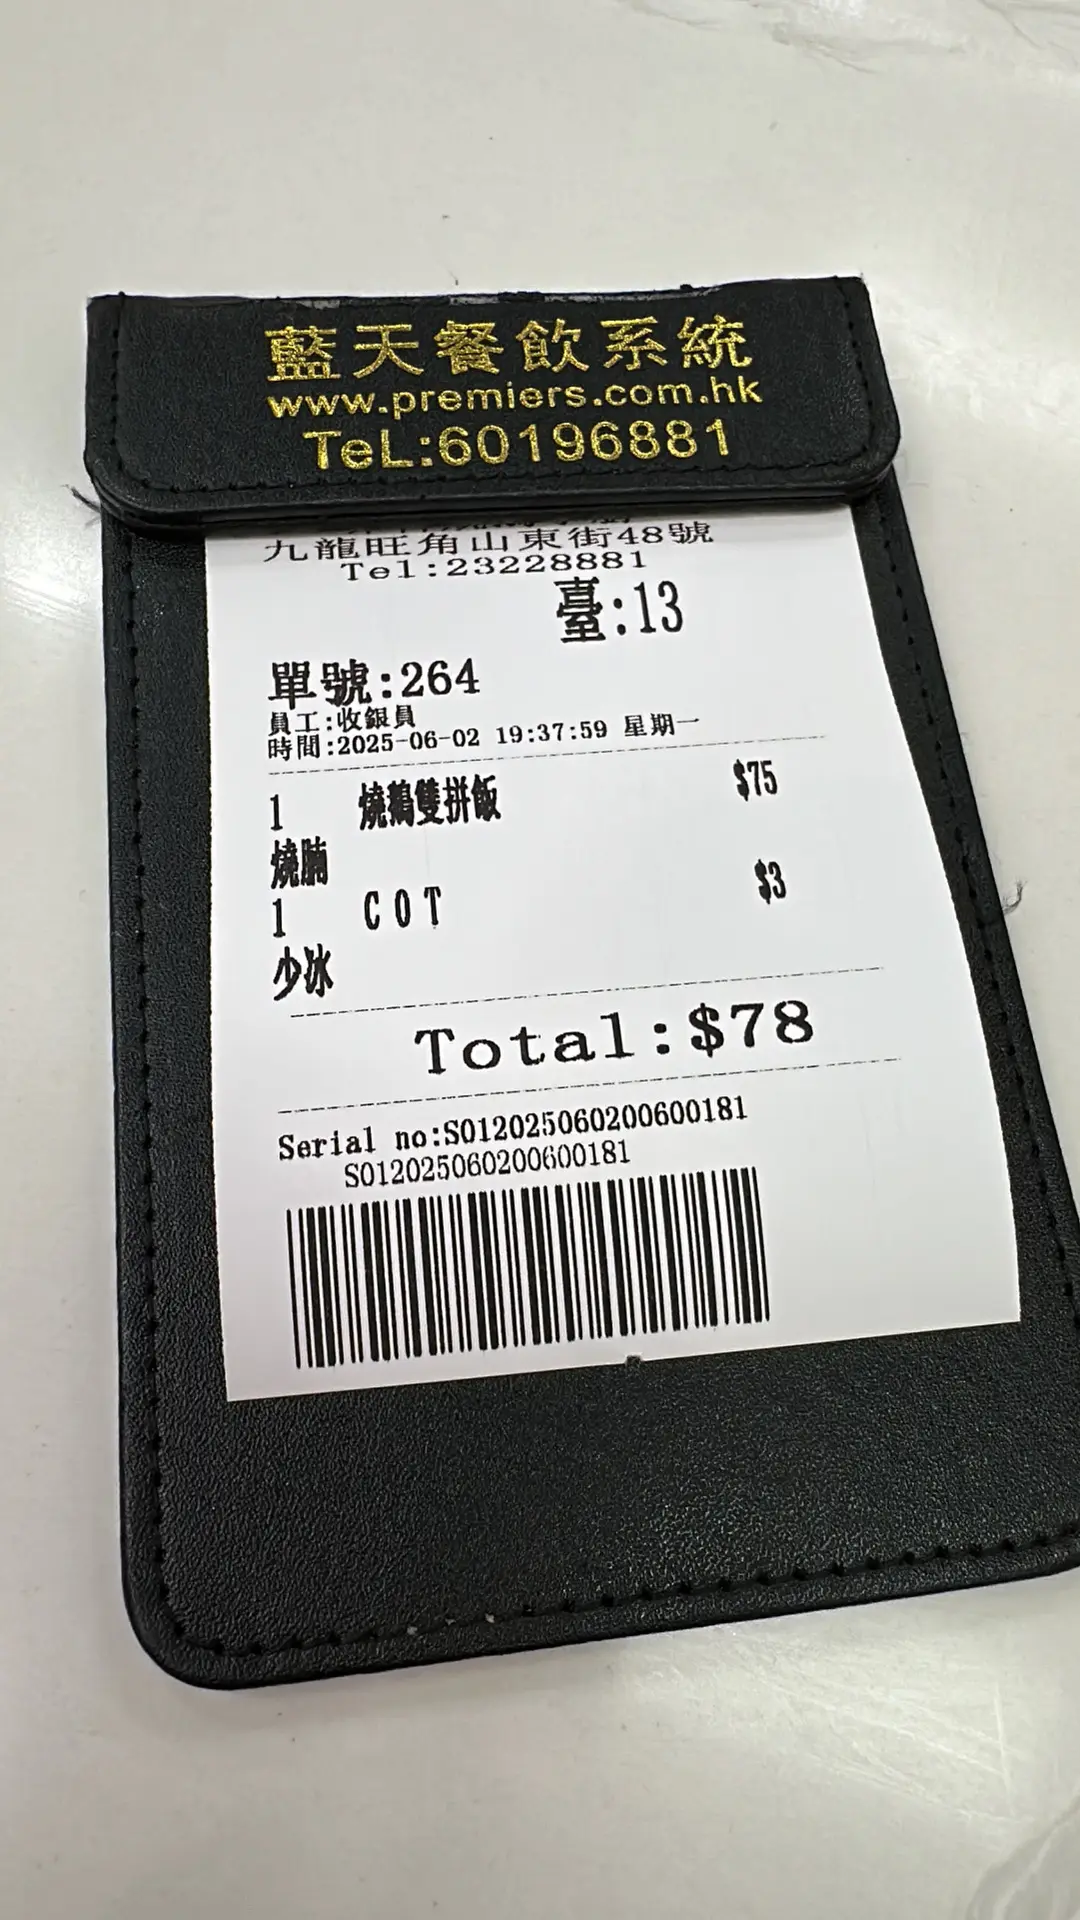 藍天餐飲系統
www.premiers.com.hk
TeL:60196881
九龍旺角山東街48號
Tel:23228881
臺:13
單號:264
員工:收銀員
時間:2025-06-02 19:37:59 星期一
1 燒鵝雙拼飯 $75
燒腩
1 COT $3
少冰
Total:$78
Serial no:S012025060200600181
S012025060200600181